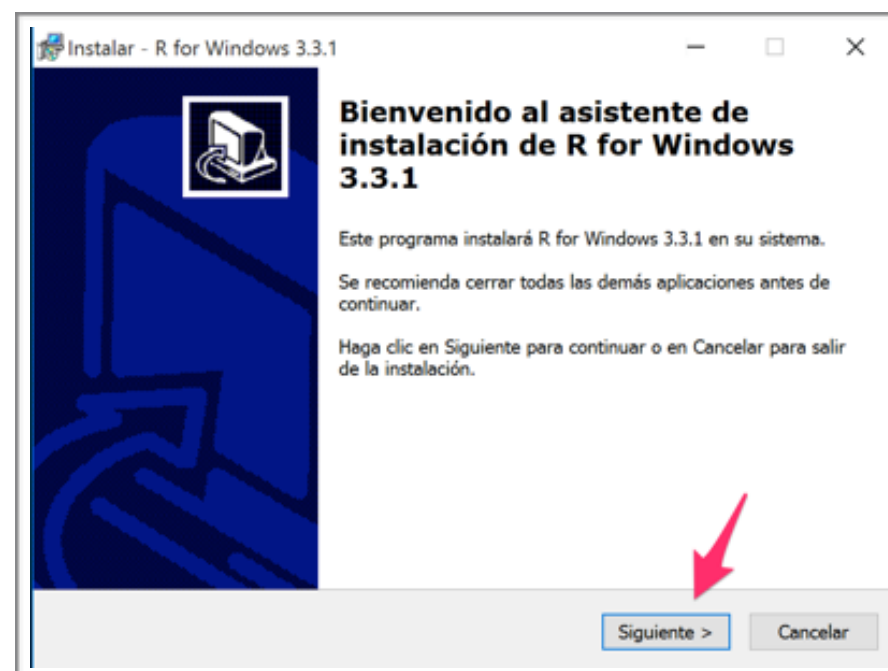 Instalar - R for Windows 3.3.1
Bienvenido al asistente de
instalación de R for Windows
3.3.1
Este programa instalará R for Windows 3.3.1 en su sistema.
Se recomienda cerrar todas las demás aplicaciones antes de
continuar.
Haga clic en Siguiente para continuar o en Cancelar para salir
de la instalación.
Siguiente >
Cancelar